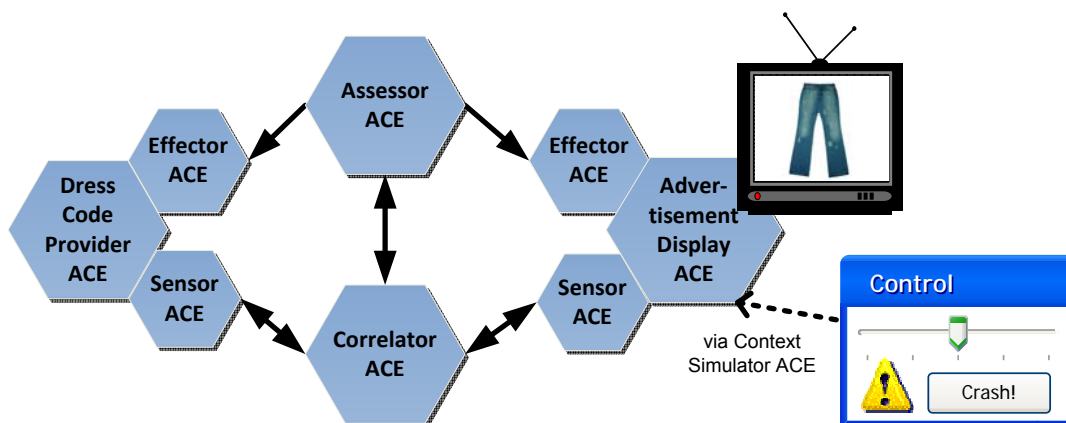 Assessor
ACE
Effector
ACE
Effector
ACE
Dress
Code
Provider
ACE
Adver-
tisement
Display
ACE
Sensor
ACE
Sensor
ACE
Correlator
ACE
via Context
Simulator ACE
Control
Crash!